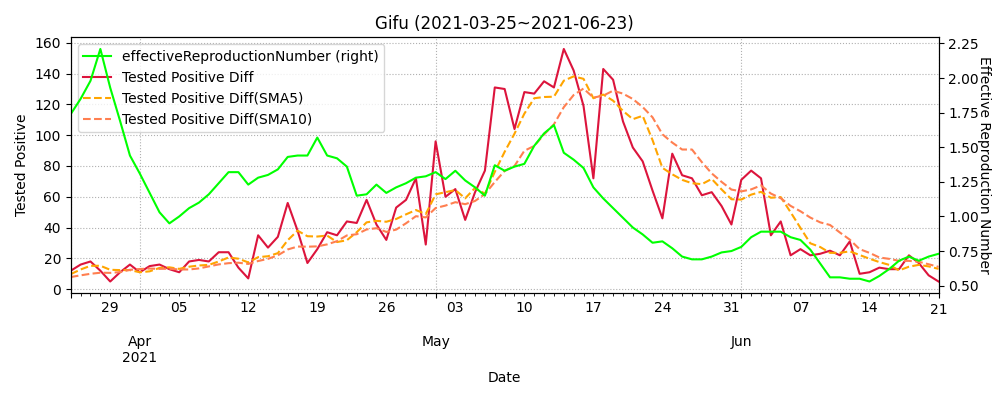 Gifu (2021-03-25~2021-06-23)
effectiveReproductionNumber (right)
Tested Positive Diff
Tested Positive Diff(SMA5)
Tested Positive Diff(SMA10)
Tested Positive
160
140
120
100
80
60
40
20
0
2.25
2.00
1.75
1.50
1.25
1.00
0.75
0.50
Effective Reproduction Number
29 05 12 19 26 03 10 17 24 31 07 14 21
Apr May Jun
2021
Date